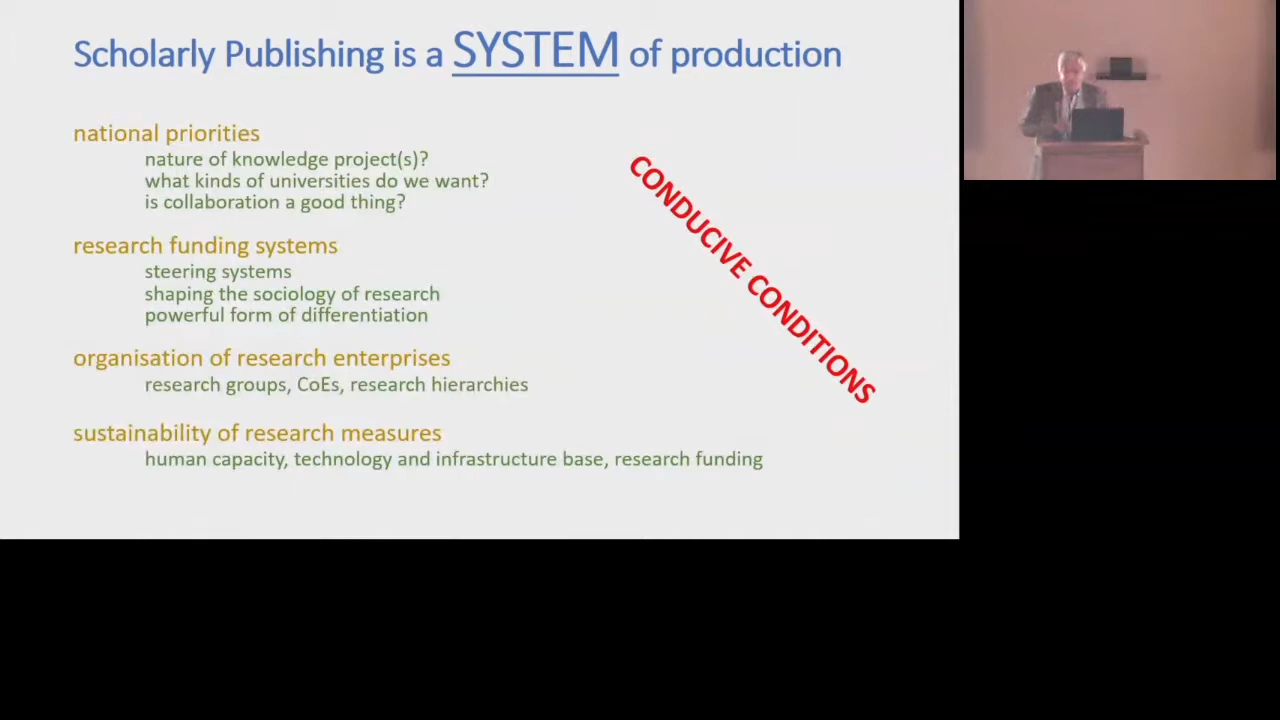 Scholarly Publishing is a SYSTEM of production
national priorities
nature of knowledge project(s)?
what kinds of universities do we want?
is collaboration a good thing?
CONDUCIVE CONDITIONS
research funding systems
steering systems
shaping the sociology of research
powerful form of differentiation
organisation of research enterprises
research groups, CoEs, research hierarchies
sustainability of research measures
human capacity, technology and infrastructure base, research funding